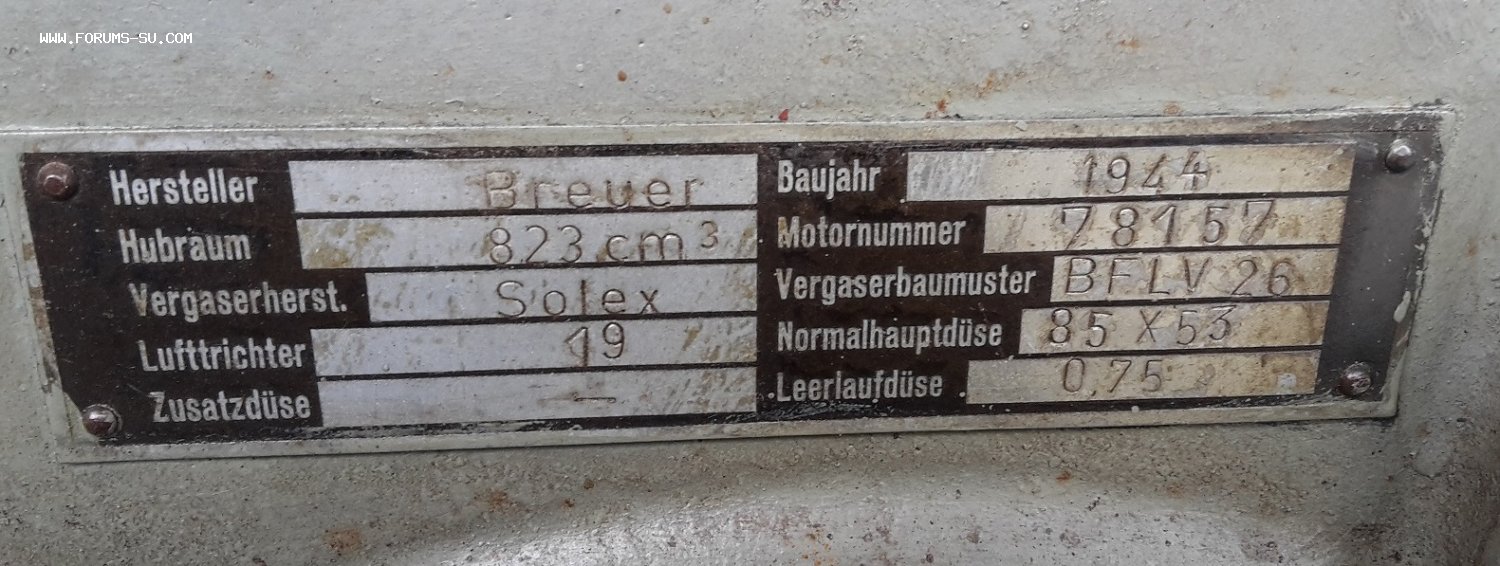 WWW.FORUMS-SU.COM
Hersteller Breuer
Hubraum 823 cm³
Vergaserherst. Solex
Lufttrichter 19
Zusatzdüse —
Baujahr 1944
Motornummer 78157
Vergaserbaumuster BFLV 26
Normalhauptdüse 85 X 53
Leerlaufdüse 0,75